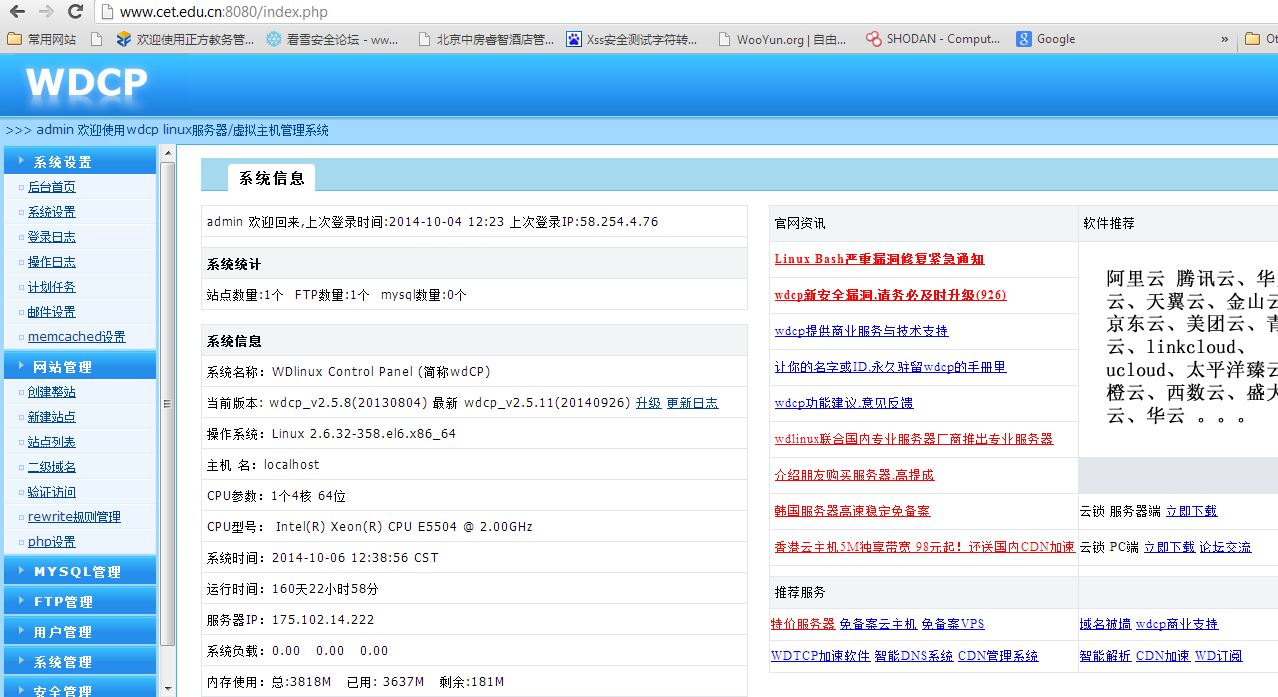 www.cet.edu.cn:8080/index.php
常用网站 欢迎使用正方教务管... 看雪安全论坛 - ww... 北京中房睿智酒店管... Xss安全测试字符转... WooYun.org | 自由... SHODAN - Comput... Google » Ot
WDCP
>>> admin 欢迎使用wdcp linux服务器/虚拟主机管理系统
系统设置
后台首页
系统设置
登录日志
操作日志
计划任务
邮件设置
memcached设置
网站管理
创建整站
新建站点
站点列表
二级域名
验证访问
rewrite规则管理
php设置
MYSQL管理
FTP管理
用户管理
系统管理
安全管理
系统信息
admin 欢迎回来,上次登录时间:2014-10-04 12:23 上次登录IP:58.254.4.76
系统统计
站点数量:1个 FTP数量:1个 mysql数量:0个
系统信息
系统名称：WDlinux Control Panel (简称wdCP)
当前版本: wdcp_v2.5.8(20130804) 最新 wdcp_v2.5.11(20140926) 升级 更新日志
操作系统：Linux 2.6.32-358.el6.x86_64
主机 名：localhost
CPU参数：1个4核 64位
CPU型号： Intel(R) Xeon(R) CPU E5504 @ 2.00GHz
系统时间：2014-10-06 12:38:56 CST
运行时间：160天22小时58分
服务器IP：175.102.14.222
系统负载：0.00 0.00 0.00
内存使用：总:3818M 已用: 3637M 剩余:181M
官网资讯
Linux Bash严重漏洞修复紧急通知
wdcp新安全漏洞,请务必及时升级(926)
wdcp提供商业服务与技术支持
让你的名字或ID,永久驻留wdcp的手册里
wdcp功能建议,意见反馈
wdlinux联合国内专业服务器厂商推出专业服务器
介绍朋友购买服务器,高提成
韩国服务器高速稳定免备案
香港云主机5M独享带宽 98元起！还送国内CDN加速
推荐服务
特价服务器 免备案云主机 免备案VPS
WDTCP加速软件 智能DNS系统 CDN管理系统
软件推荐
阿里云 腾讯云、华
云、天翼云、金山云
京东云、美团云、青
云、linkcloud、
ucloud、太平洋臻云
橙云、西数云、盛大
云、华云 。。。
云锁 服务器端 立即下载
云锁 PC端 立即下载 论坛交流
域名被墙 wdcp商业支持
智能解析 CDN加速 WD订阅